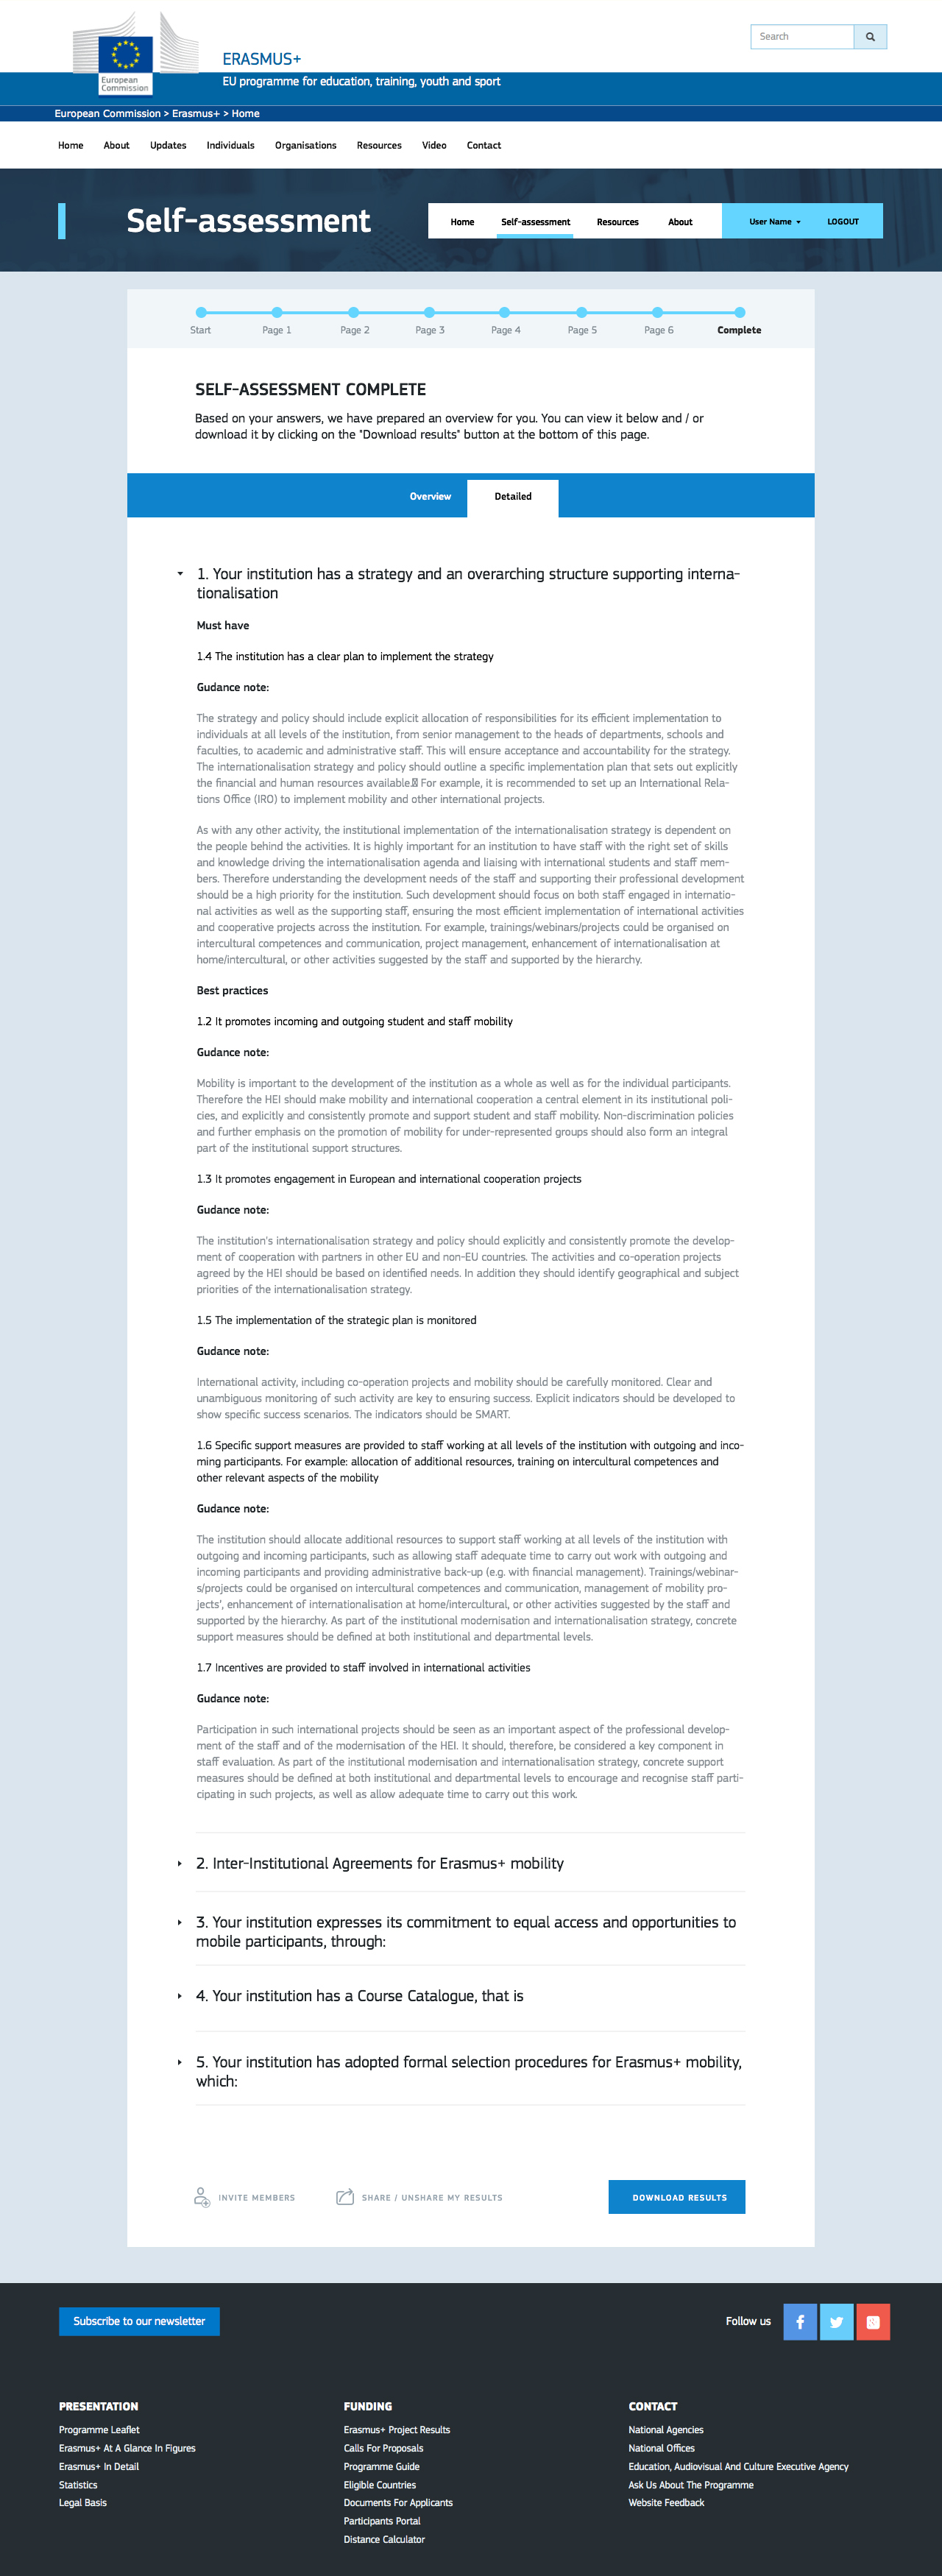 Search
European
Commission
ERASMUS+
EU programme for education, training, youth and sport
European Commission > Erasmus+ > Home
Home About Updates Individuals Organisations Resources Video Contact
Self-assessment
Home Self-assessment Resources About User Name LOGOUT
Start Page 1 Page 2 Page 3 Page 4 Page 5 Page 6 Complete
SELF-ASSESSMENT COMPLETE
Based on your answers, we have prepared an overview for you. You can view it below and / or
download it by clicking on the "Download results" button at the bottom of this page.
Overview Detailed
1. Your institution has a strategy and an overarching structure supporting interna-
tionalisation
Must have
1.4 The institution has a clear plan to implement the strategy
Gudance note:
The strategy and policy should include explicit allocation of responsibilities for its efficient implementation to
individuals at all levels of the institution, from senior management to the heads of departments, schools and
faculties, to academic and administrative staff. This will ensure acceptance and accountability for the strategy.
The internationalisation strategy and policy should outline a specific implementation plan that sets out explicitly
the financial and human resources available. For example, it is recommended to set up an International Rela-
tions Office (IRO) to implement mobility and other international projects.
As with any other activity, the institutional implementation of the internationalisation strategy is dependent on
the people behind the activities. It is highly important for an institution to have staff with the right set of skills
and knowledge driving the internationalisation agenda and liaising with international students and staff mem-
bers. Therefore understanding the development needs of the staff and supporting their professional development
should be a high priority for the institution. Such development should focus on both staff engaged in internatio-
nal activities as well as the supporting staff, ensuring the most efficient implementation of international activities
and cooperative projects across the institution. For example, trainings/webinars/projects could be organised on
intercultural competences and communication, project management, enhancement of internationalisation at
home/intercultural, or other activities suggested by the staff and supported by the hierarchy.
Best practices
1.2 It promotes incoming and outgoing student and staff mobility
Gudance note:
Mobility is important to the development of the institution as a whole as well as for the individual participants.
Therefore the HEI should make mobility and international cooperation a central element in its institutional poli-
cies, and explicitly and consistently promote and support student and staff mobility. Non-discrimination policies
and further emphasis on the promotion of mobility for under-represented groups should also form an integral
part of the institutional support structures.
1.3 It promotes engagement in European and international cooperation projects
Gudance note:
The institution's internationalisation strategy and policy should explicitly and consistently promote the develop-
ment of cooperation with partners in other EU and non-EU countries. The activities and co-operation projects
agreed by the HEI should be based on identified needs. In addition they should identify geographical and subject
priorities of the internationalisation strategy.
1.5 The implementation of the strategic plan is monitored
Gudance note:
International activity, including co-operation projects and mobility should be carefully monitored. Clear and
unambiguous monitoring of such activity are key to ensuring success. Explicit indicators should be developed to
show specific success scenarios. The indicators should be SMART.
1.6 Specific support measures are provided to staff working at all levels of the institution with outgoing and inco-
ming participants. For example: allocation of additional resources, training on intercultural competences and
other relevant aspects of the mobility
Gudance note:
The institution should allocate additional resources to support staff working at all levels of the institution with
outgoing and incoming participants, such as allowing staff adequate time to carry out work with outgoing and
incoming participants and providing administrative back-up (e.g. with financial management). Trainings/webinar-
s/projects could be organised on intercultural competences and communication, management of mobility pro-
jects', enhancement of internationalisation at home/intercultural, or other activities suggested by the staff and
supported by the hierarchy. As part of the institutional modernisation and internationalisation strategy, concrete
support measures should be defined at both institutional and departmental levels.
1.7 Incentives are provided to staff involved in international activities
Gudance note:
Participation in such international projects should be seen as an important aspect of the professional develop-
ment of the staff and of the modernisation of the HEI. It should, therefore, be considered a key component in
staff evaluation. As part of the institutional modernisation and internationalisation strategy, concrete support
measures should be defined at both institutional and departmental levels to encourage and recognise staff parti-
cipating in such projects, as well as allow adequate time to carry out this work.
2. Inter-Institutional Agreements for Erasmus+ mobility
3. Your institution expresses its commitment to equal access and opportunities to
mobile participants, through:
4. Your institution has a Course Catalogue, that is
5. Your institution has adopted formal selection procedures for Erasmus+ mobility,
which:
INVITE MEMBERS SHARE / UNSHARE MY RESULTS DOWNLOAD RESULTS
Subscribe to our newsletter Follow us
PRESENTATION
Programme Leaflet
Erasmus+ At A Glance In Figures
Erasmus+ In Detail
Statistics
Legal Basis
FUNDING
Erasmus+ Project Results
Calls For Proposals
Programme Guide
Eligible Countries
Documents For Applicants
Participants Portal
Distance Calculator
CONTACT
National Agencies
National Offices
Education, Audiovisual And Culture Executive Agency
Ask Us About The Programme
Website Feedback